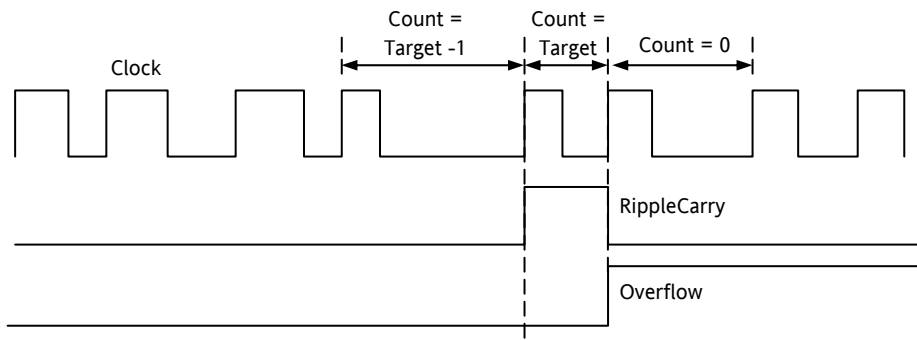 Count =
Target -1
Count =
Target
Count = 0
Clock
RippleCarry
Overflow